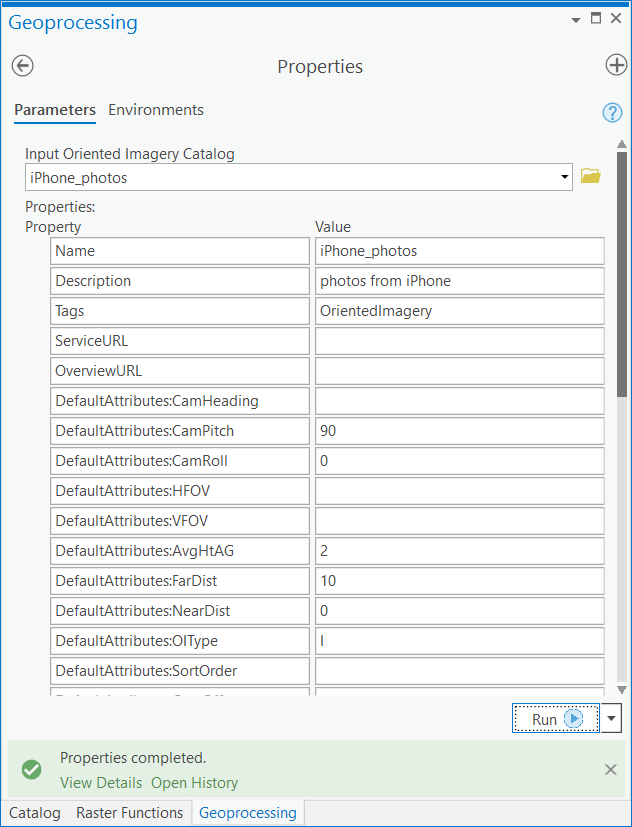 Geoprocessing
Properties
Parameters Environments
Input Oriented Imagery Catalog
iPhone_photos
Properties:
Property Value
Name iPhone_photos
Description photos from iPhone
Tags OrientedImagery
ServiceURL
OverviewURL
DefaultAttributes:CamHeading
DefaultAttributes:CamPitch 90
DefaultAttributes:CamRoll 0
DefaultAttributes:HFOV
DefaultAttributes:VFOV
DefaultAttributes:AvgHtAG 2
DefaultAttributes:FarDist 10
DefaultAttributes:NearDist 0
DefaultAttributes:OIType I
DefaultAttributes:SortOrder
Run
Properties completed.
View Details Open History
Catalog Raster Functions Geoprocessing